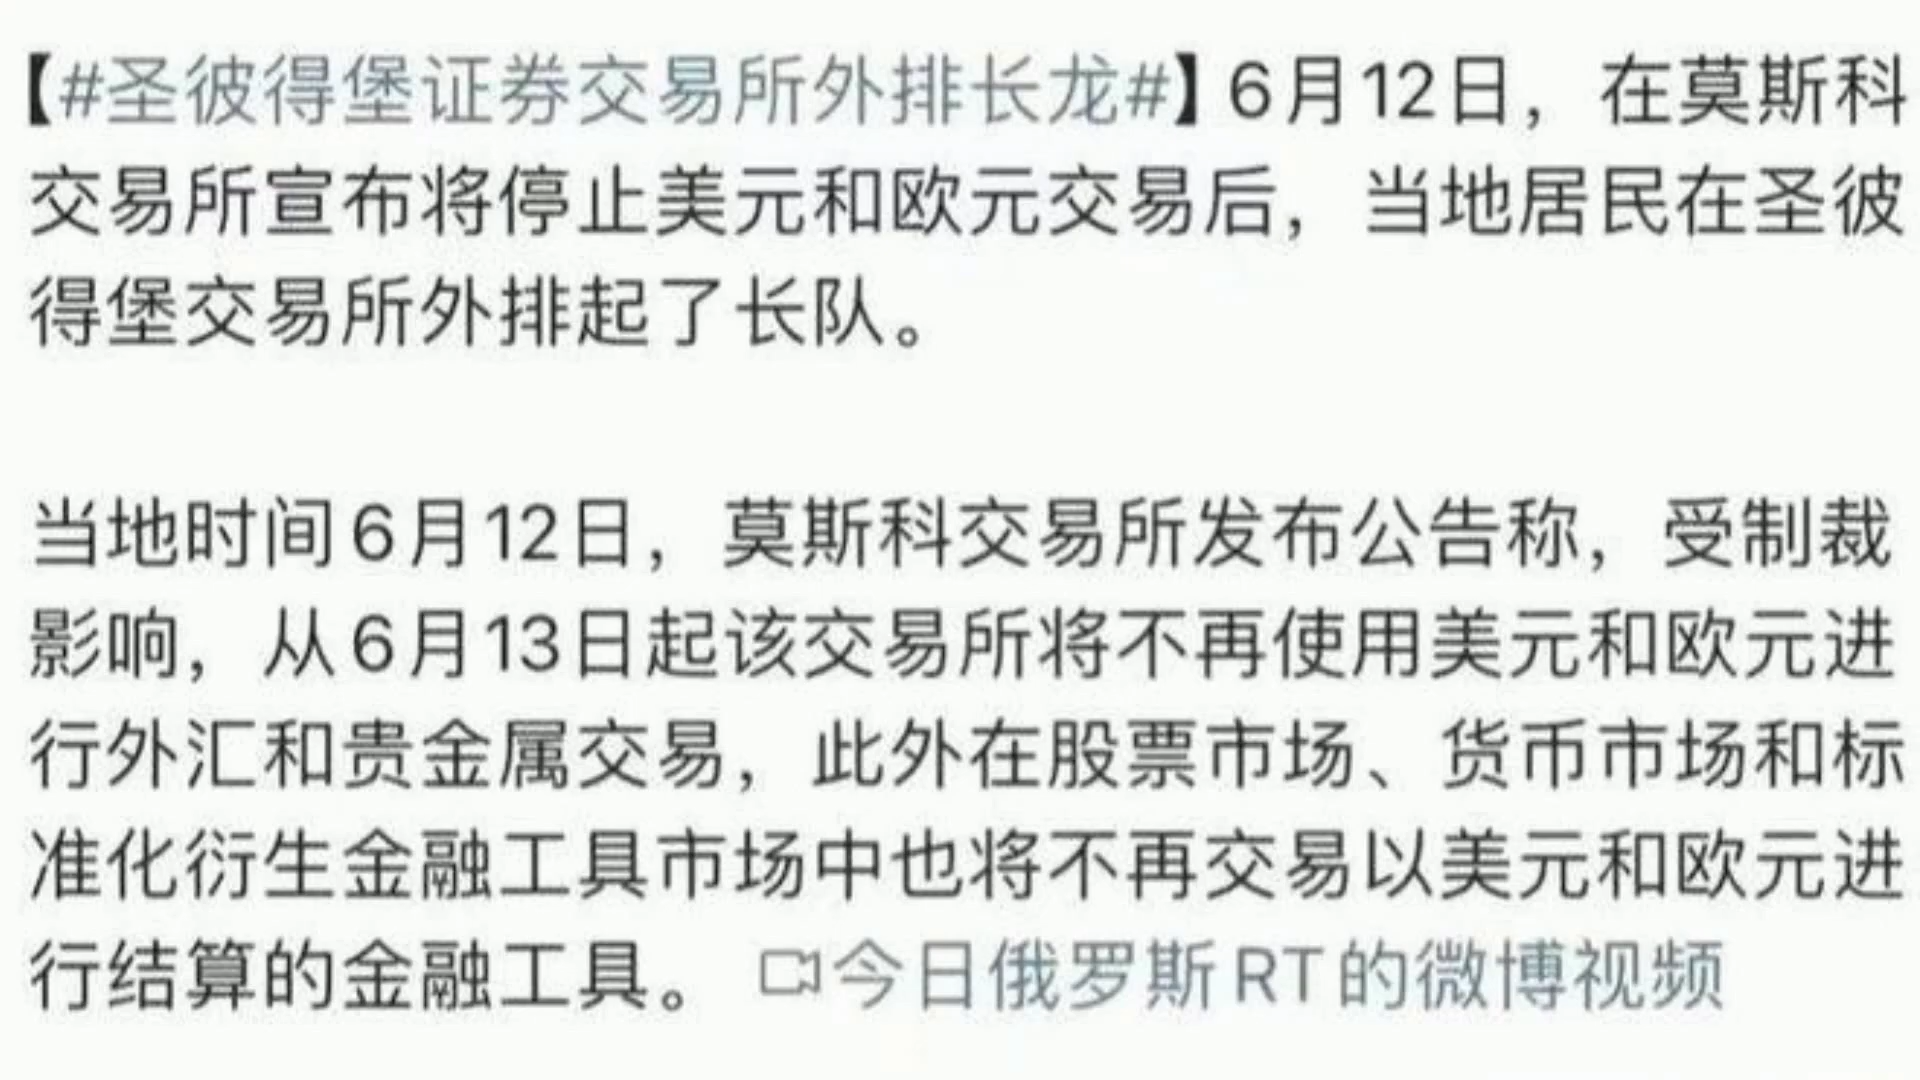 【#圣彼得堡证券交易所外排长龙#】6月12日，在莫斯科
交易所宣布将停止美元和欧元交易后，当地居民在圣彼
得堡交易所外排起了长队。
当地时间6月12日，莫斯科交易所发布公告称，受制裁
影响，从6月13日起该交易所将不再使用美元和欧元进
行外汇和贵金属交易，此外在股票市场、货币市场和标
准化衍生金融工具市场中也将不再交易以美元和欧元进
行结算的金融工具。 今日俄罗斯RT的微博视频